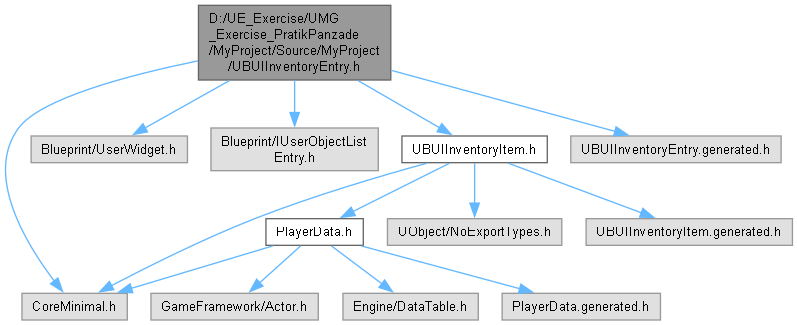 D:/UE_Exercise/UMG
_Exercise_PratikPanzade
/MyProject/Source/MyProject
/UBUIInventoryEntry.h
Blueprint/UserWidget.h
Blueprint/IUserObjectList
Entry.h
UBUIInventoryItem.h
UBUIInventoryEntry.generated.h
PlayerData.h
UObject/NoExportTypes.h
UBUIInventoryItem.generated.h
CoreMinimal.h
GameFramework/Actor.h
Engine/DataTable.h
PlayerData.generated.h